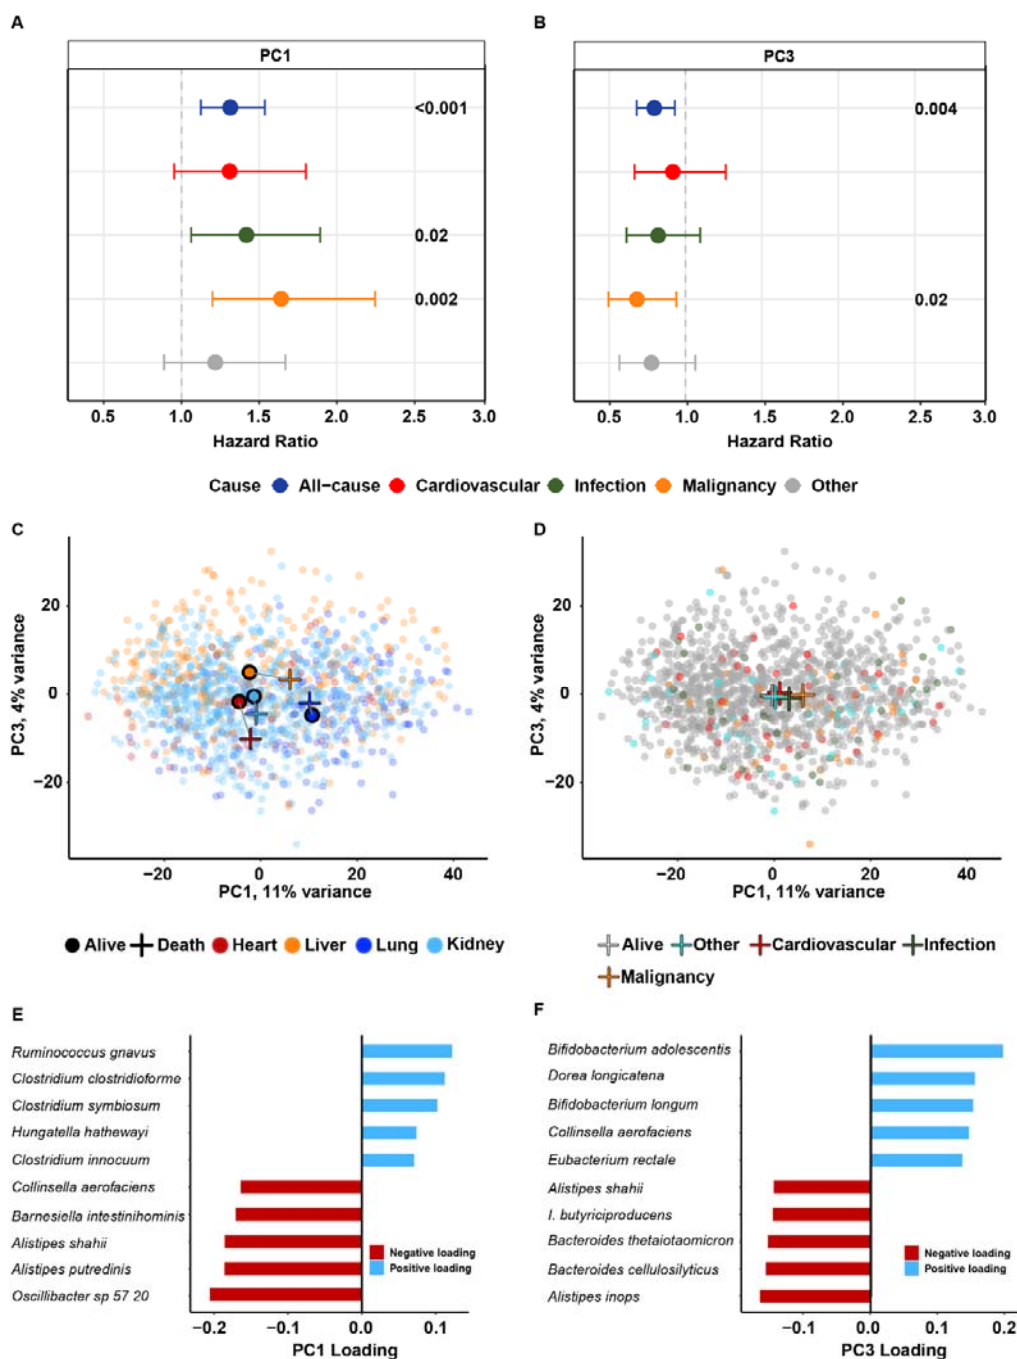 A
B
PC1
PC3
<0.001
0.004
0.02
0.002
0.02
0.5 1.0 1.5 2.0 2.5 3.0
0.5 1.0 1.5 2.0 2.5 3.0
Hazard Ratio
Hazard Ratio
Cause All-cause Cardiovascular Infection Malignancy Other
C
D
PC3, 4% variance
20
0
−20
−20 0 20 40
PC1, 11% variance
PC3, 4% variance
20
0
−20
−20 0 20 40
PC1, 11% variance
Alive Death Heart Liver Lung Kidney
Alive Other Cardiovascular Infection
Malignancy
E
Ruminococcus gnavus
Clostridium clostridioforme
Clostridium symbiosum
Hungatella hathewayi
Clostridium innocuum
Collinsella aerofaciens
Barnesiella intestinihominis
Alistipes shahii
Alistipes putredinis
Oscillibacter sp 57 20
Negative loading
Positive loading
−0.2 −0.1 0.0 0.1
PC1 Loading
F
Bifidobacterium adolescentis
Dorea longicatena
Bifidobacterium longum
Collinsella aerofaciens
Eubacterium rectale
Alistipes shahii
I. butyriciproducens
Bacteroides thetaiotaomicron
Bacteroides cellulosilyticus
Alistipes inops
Negative loading
Positive loading
−0.1 0.0 0.1 0.2
PC3 Loading